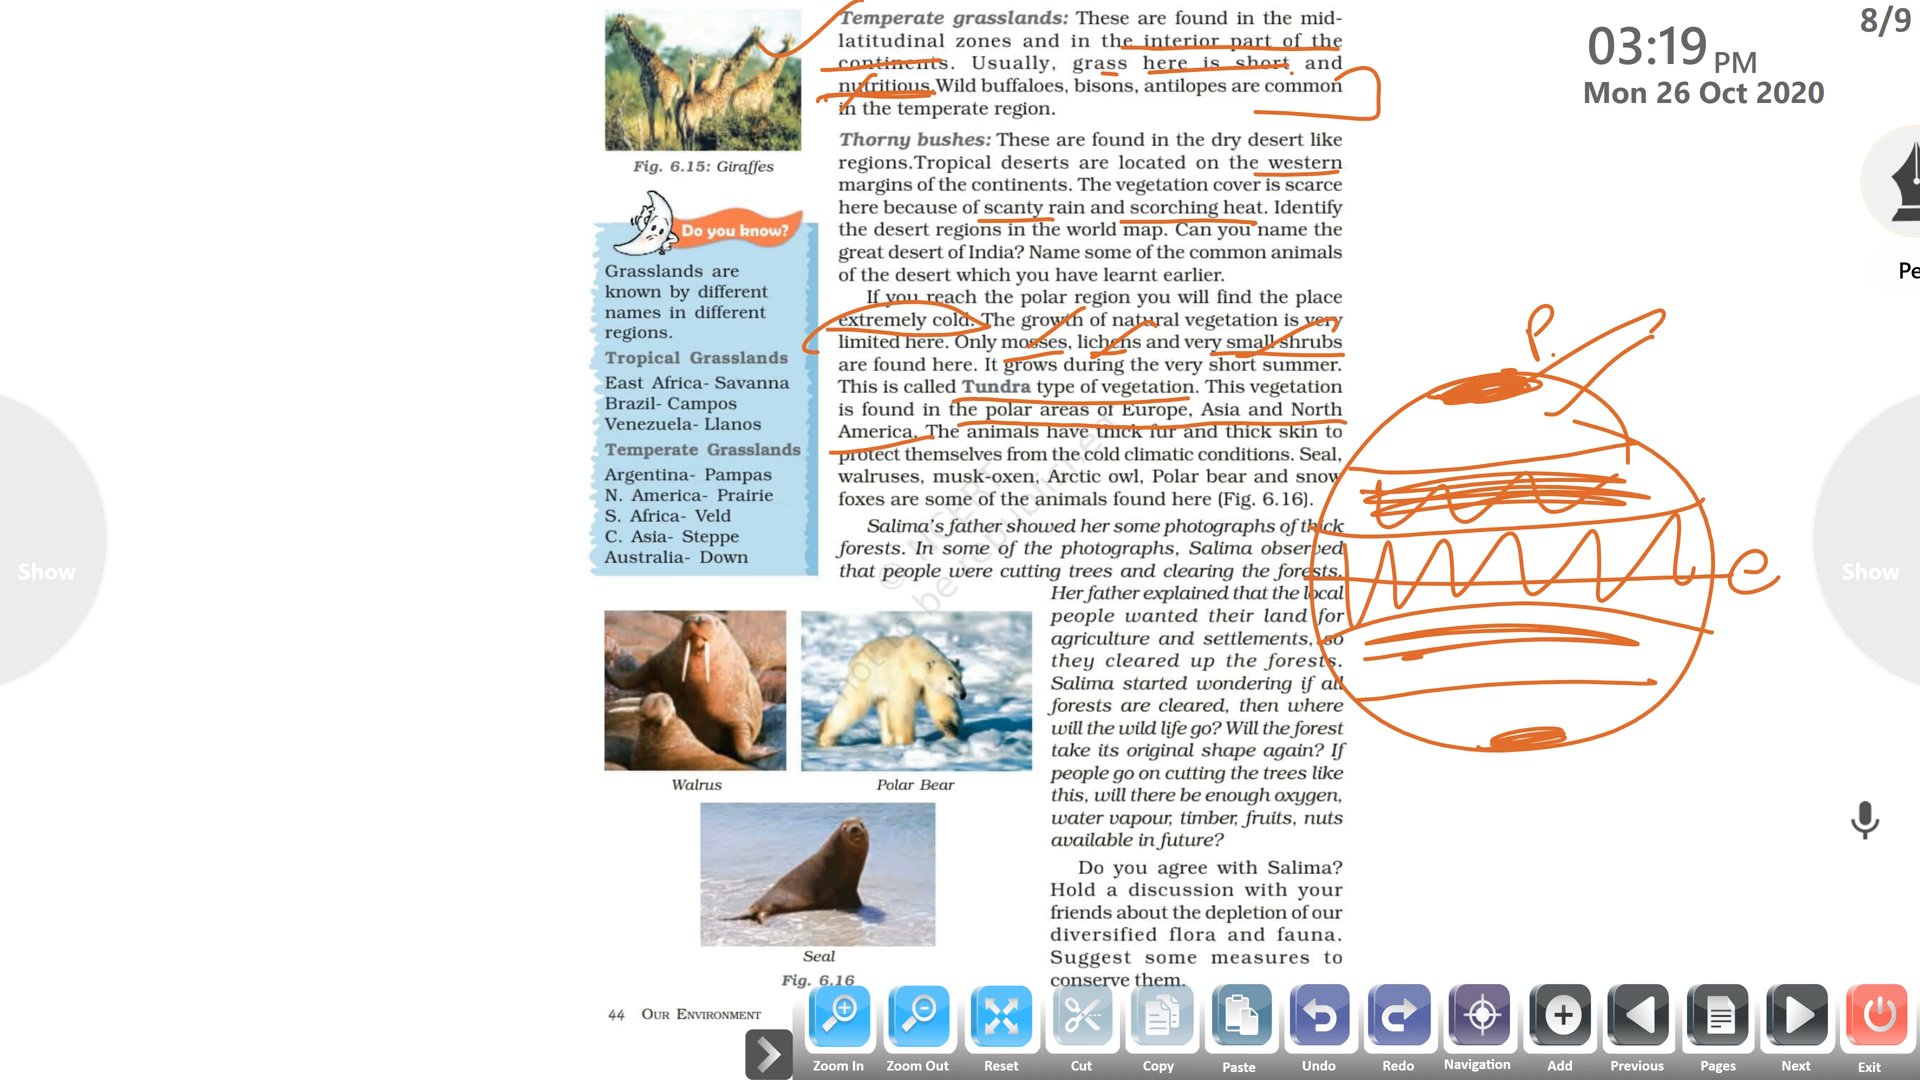 Fig. 6.15: Giraffes
Do you know?
Grasslands are
known by different
names in different
regions.
Tropical Grasslands
East Africa- Savanna
Brazil- Campos
Venezuela- Llanos
Temperate Grasslands
Argentina- Pampas
N. America- Prairie
S. Africa- Veld
C. Asia- Steppe
Australia- Down
Temperate grasslands: These are found in the mid-
latitudinal zones and in the interior part of the
continents. Usually, grass here is short and
nutritious. Wild buffaloes, bisons, antilopes are common
in the temperate region.
Thorny bushes: These are found in the dry desert like
regions.Tropical deserts are located on the western
margins of the continents. The vegetation cover is scarce
here because of scanty rain and scorching heat. Identify
the desert regions in the world map. Can you name the
great desert of India? Name some of the common animals
of the desert which you have learnt earlier.
If you reach the polar region you will find the place
extremely cold. The growth of natural vegetation is very
limited here. Only mosses, lichens and very small shrubs
are found here. It grows during the very short summer.
This is called Tundra type of vegetation. This vegetation
is found in the polar areas of Europe, Asia and North
America. The animals have thick fur and thick skin to
protect themselves from the cold climatic conditions. Seal,
walruses, musk-oxen, Arctic owl, Polar bear and snow
foxes are some of the animals found here (Fig. 6.16).
Salima's father showed her some photographs of thick
forests. In some of the photographs, Salima observed
that people were cutting trees and clearing the forests.
Her father explained that the local
people wanted their land for
agriculture and settlements, so
they cleared up the forests.
Salima started wondering if all
forests are cleared, then where
will the wild life go? Will the forest
take its original shape again? If
people go on cutting the trees like
this, will there be enough oxygen,
water vapour, timber, fruits, nuts
available in future?
Do you agree with Salima?
Hold a discussion with your
friends about the depletion of our
diversified flora and fauna.
Suggest some measures to
conserve them.
Walrus
Polar Bear
Seal
Fig. 6.16
44 OUR ENVIRONMENT
© NCERT
not to be republished
8/9
03:19 PM
Mon 26 Oct 2020
Pe
P.
e
Show
Show
Zoom In
Zoom Out
Reset
Cut
Copy
Paste
Undo
Redo
Navigation
Add
Previous
Pages
Next
Exit